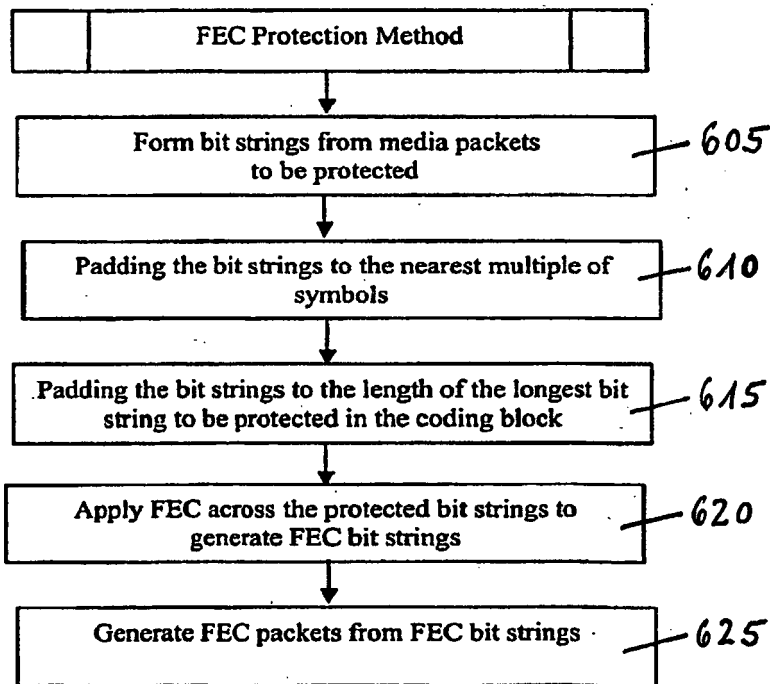 FEC Protection Method
Form bit strings from media packets
to be protected
605
Padding the bit strings to the nearest multiple of
symbols
610
Padding the bit strings to the length of the longest bit
string to be protected in the coding block
615
Apply FEC across the protected bit strings to
generate FEC bit strings
620
Generate FEC packets from FEC bit strings
625